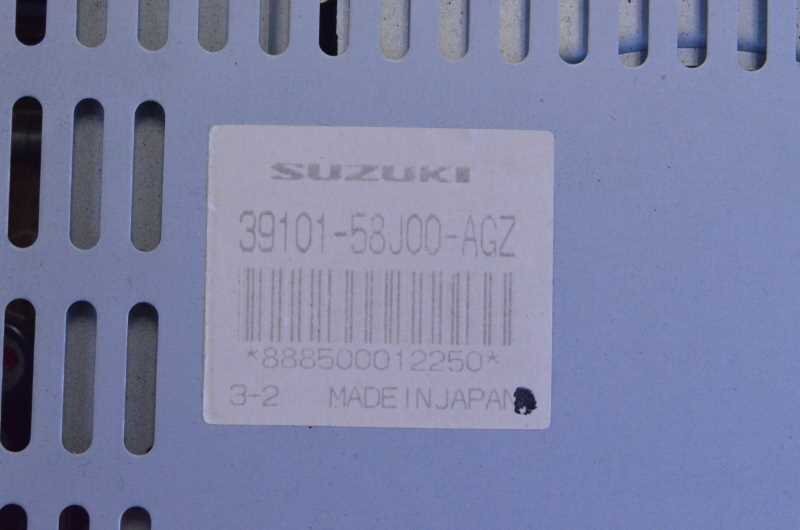 SUZUKI
39101-58J00-AGZ
*888500012250*
3-2 MADE IN JAPAN